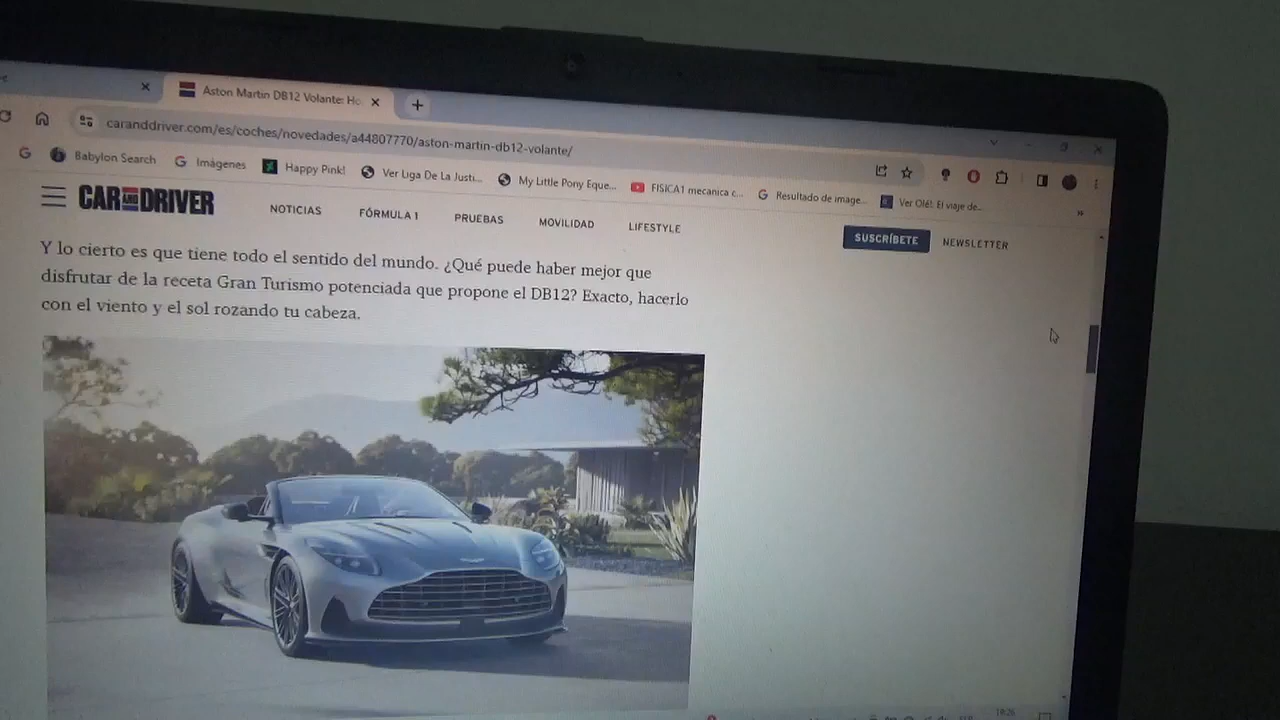 Aston Martin DB12 Volante: Ho
caranddriver.com/es/coches/novedades/a44807770/aston-martin-db12-volante/
Babylon Search
Imágenes
Happy Pink!
Ver Liga De La Justi...
My Little Pony Eque...
FISICA1 mecanica c...
Resultado de image...
Ver Olé!: El viaje de...
CAR AND DRIVER
NOTICIAS
FÓRMULA 1
PRUEBAS
MOVILIDAD
LIFESTYLE
SUSCRÍBETE
NEWSLETTER
Y lo cierto es que tiene todo el sentido del mundo. ¿Qué puede haber mejor que
disfrutar de la receta Gran Turismo potenciada que propone el DB12? Exacto, hacerlo
con el viento y el sol rozando tu cabeza.